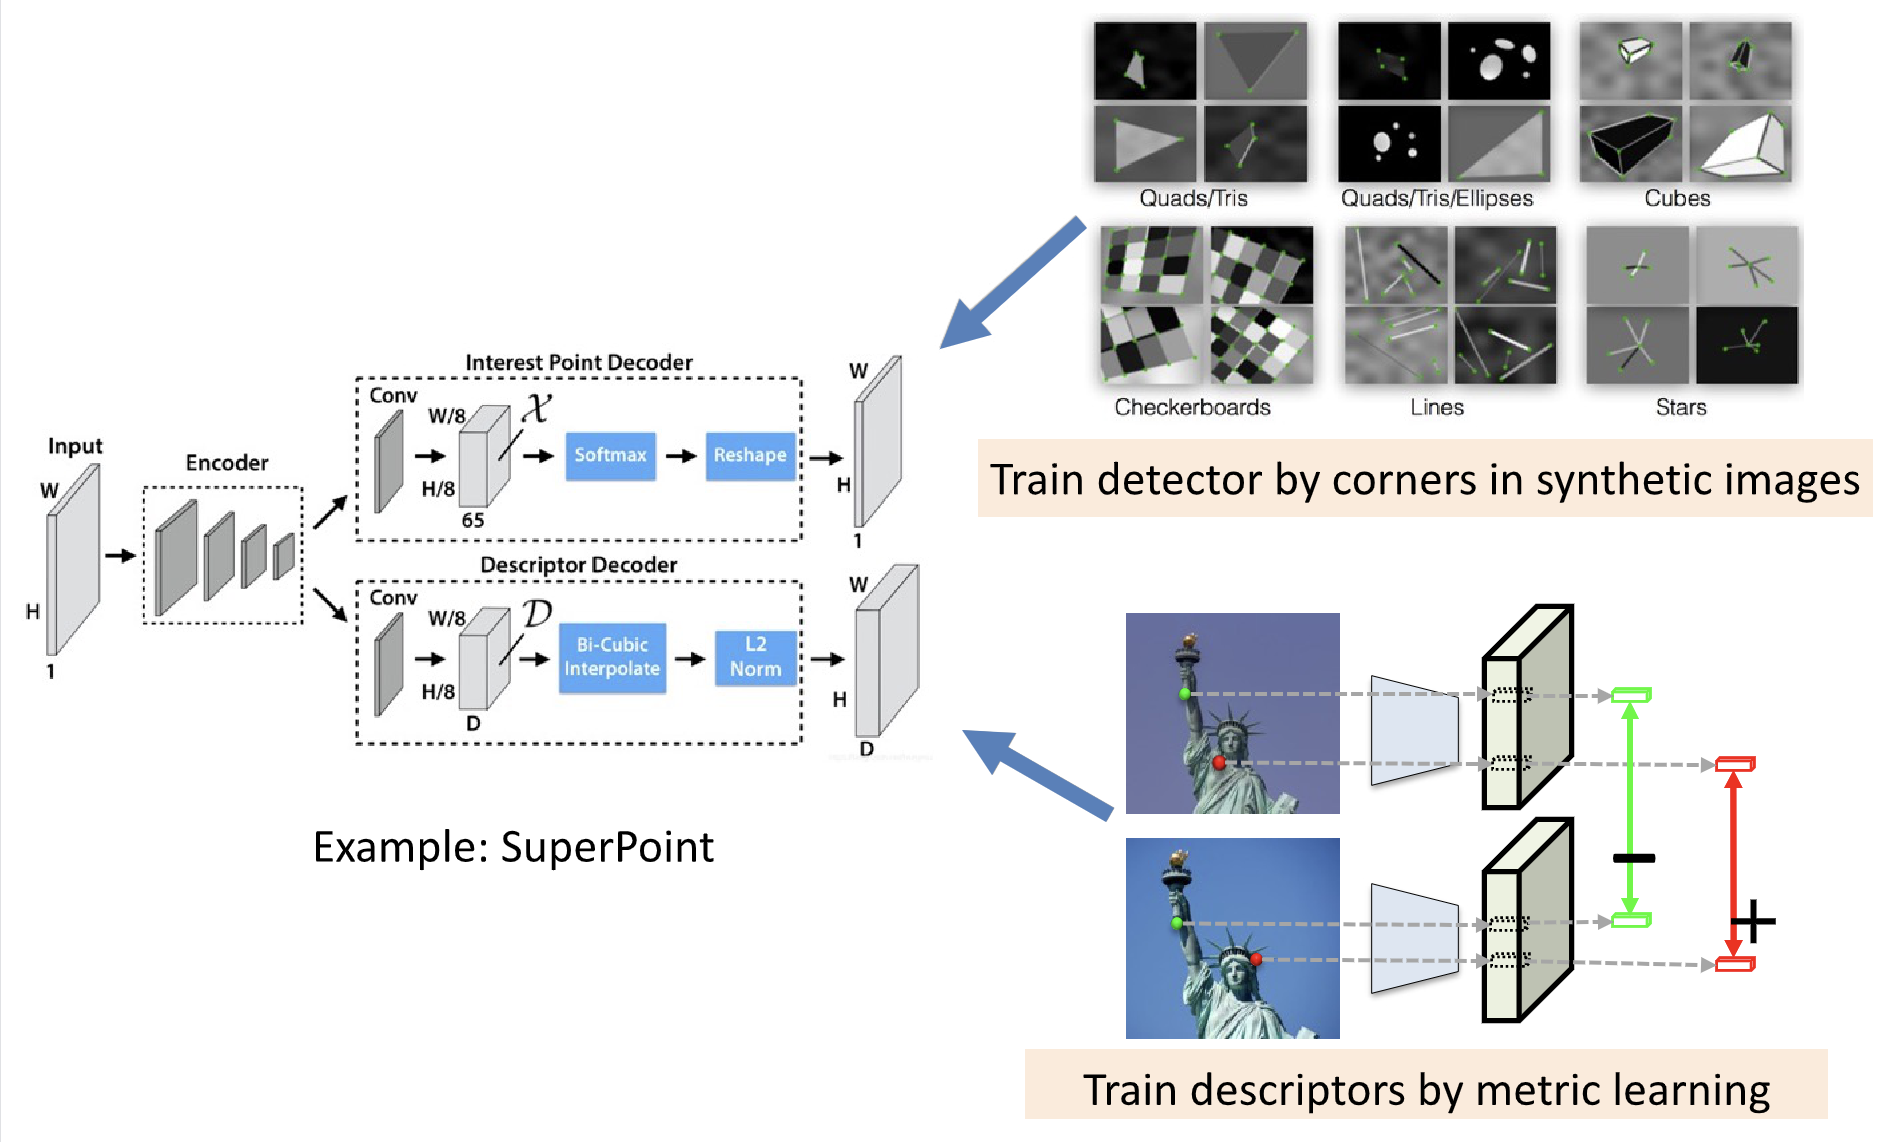 Quads/Tris
Quads/Tris/Ellipses
Cubes
Checkerboards
Lines
Stars
Train detector by corners in synthetic images
Input
W
H
1
Encoder
Interest Point Decoder
Conv
W/8
X
H/8
65
Softmax
Reshape
W
H
1
Descriptor Decoder
Conv
W/8
D
H/8
D
Bi-Cubic
Interpolate
L2
Norm
W
H
D
Example: SuperPoint
−
+
Train descriptors by metric learning